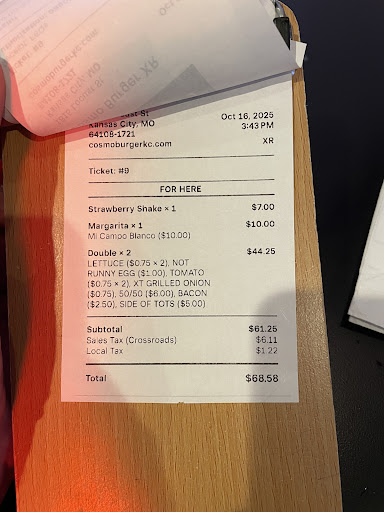 Kansas City, MO
64108-1721
cosmoburgerkc.com
Oct 16, 2025
3:43 PM
XR
Ticket: #9
FOR HERE
Strawberry Shake × 1 $7.00
Margarita × 1 $10.00
Mi Campo Blanco ($10.00)
Double × 2 $44.25
LETTUCE ($0.75 × 2), NOT
RUNNY EGG ($1.00), TOMATO
($0.75 × 2), XT GRILLED ONION
($0.75), 50/50 ($6.00), BACON
($2.50), SIDE OF TOTS ($5.00)
Subtotal $61.25
Sales Tax (Crossroads) $6.11
Local Tax $1.22
Total $68.58